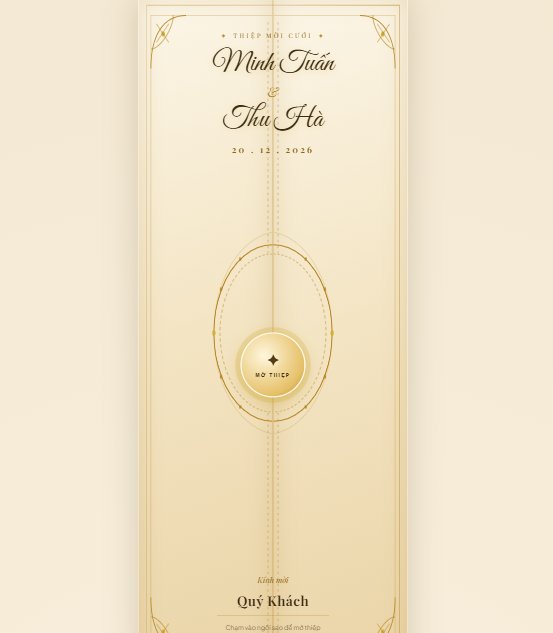 ✦ THIỆP MỜI CƯỚI ✦
Minh Tuấn
&
Thu Hà
20 . 12 . 2026
✦
MỞ THIỆP
Kính mời
Quý Khách
Chạm vào ngôi sao để mở thiệp